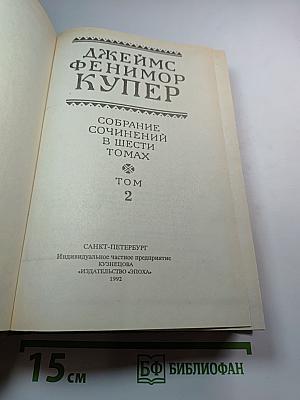 ДЖЕЙМС
ФЕНИМОР
КУПЕР
СОБРАНИЕ
СОЧИНЕНИЙ
В ШЕСТИ
ТОМАХ
ТОМ
2
САНКТ-ПЕТЕРБУРГ
Индивидуальное частное предприятие
КУЗНЕЦОВА
«ИЗДАТЕЛЬСТВО «ЭПОХА»
1992
15 см
БФ БИБЛИОФАН